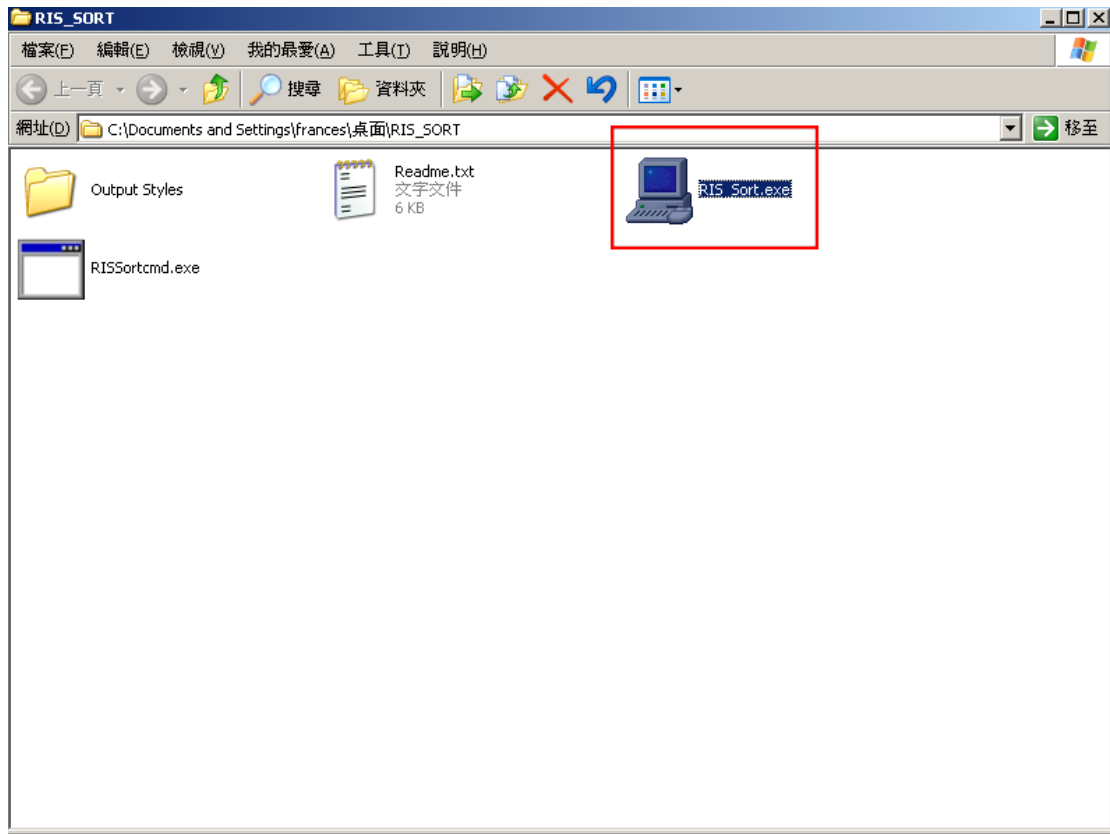 RIS_SORT
檔案(F) 編輯(E) 檢視(V) 我的最愛(A) 工具(T) 說明(H)
上一頁 搜尋 資料夾
網址(D) C:\Documents and Settings\frances\桌面\RIS_SORT 移至
Output Styles
Readme.txt
文字文件
6 KB
RIS_Sort.exe
RISSortcmd.exe